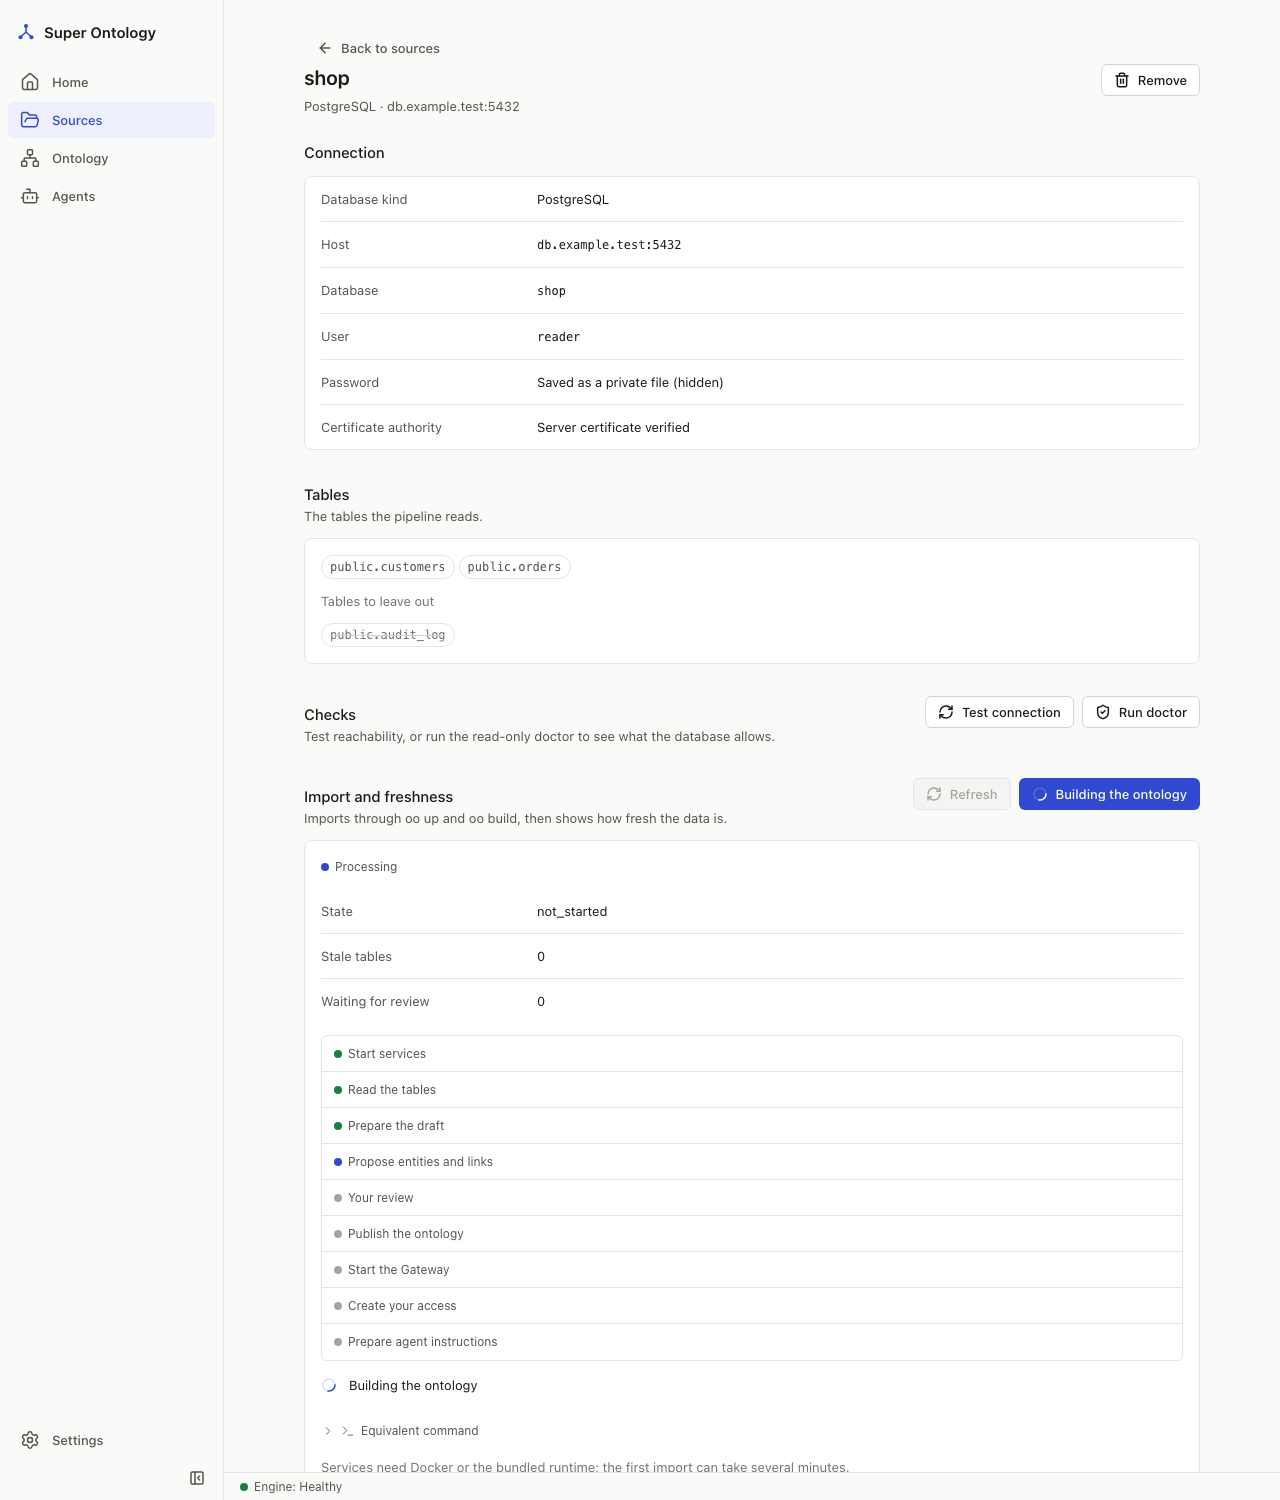 Super Ontology
Home
Sources
Ontology
Agents
Settings
Back to sources
shop
Remove
PostgreSQL · db.example.test:5432
Connection
Database kind PostgreSQL
Host db.example.test:5432
Database shop
User reader
Password Saved as a private file (hidden)
Certificate authority Server certificate verified
Tables
The tables the pipeline reads.
public.customers public.orders
Tables to leave out
public.audit_log
Checks
Test connection Run doctor
Test reachability, or run the read-only doctor to see what the database allows.
Import and freshness
Refresh Building the ontology
Imports through oo up and oo build, then shows how fresh the data is.
Processing
State not_started
Stale tables 0
Waiting for review 0
Start services
Read the tables
Prepare the draft
Propose entities and links
Your review
Publish the ontology
Start the Gateway
Create your access
Prepare agent instructions
Building the ontology
Equivalent command
Services need Docker or the bundled runtime; the first import can take several minutes.
Engine: Healthy